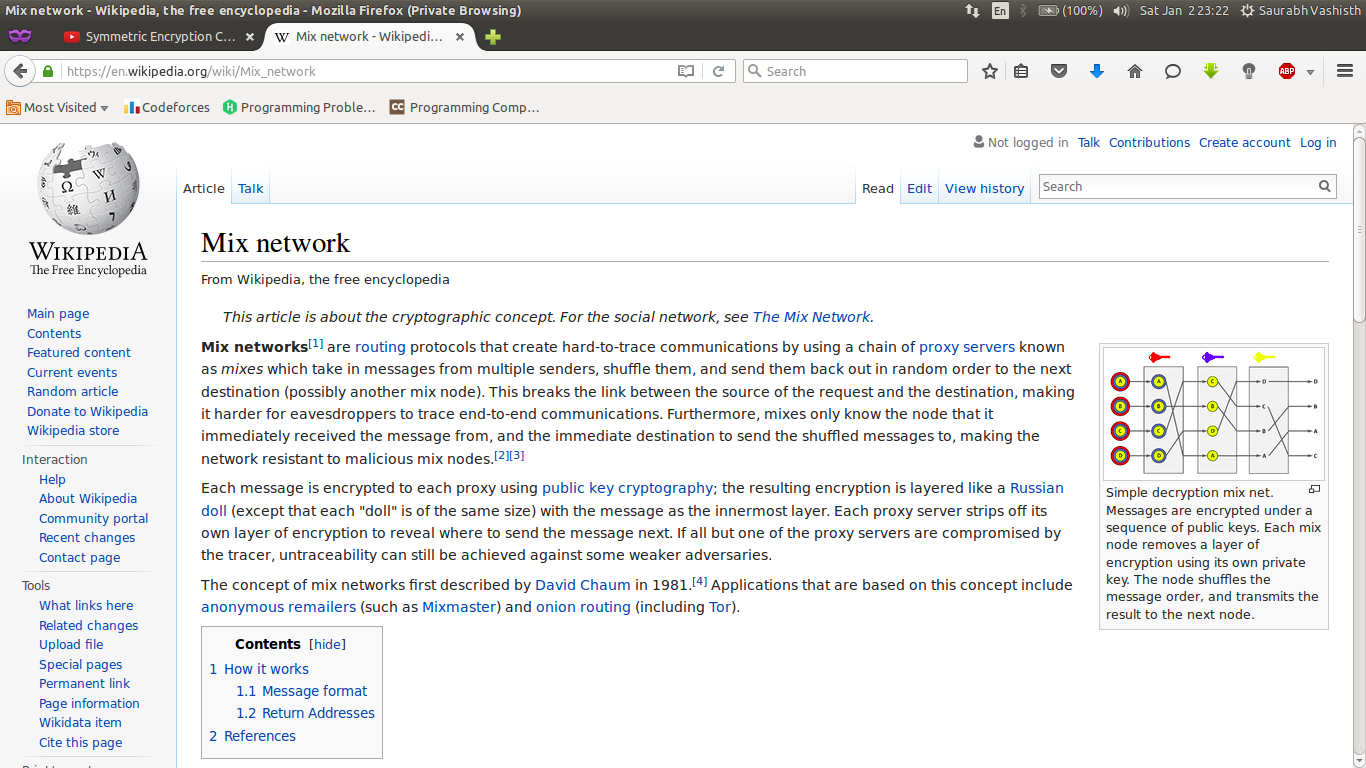 Mix network - Wikipedia, the free encyclopedia - Mozilla Firefox (Private Browsing)
En (100%) Sat Jan 2 23:22 Saurabh Vashisth
Symmetric Encryption C... Mix network - Wikipedi...
https://en.wikipedia.org/wiki/Mix_network Search ABP
Most Visited Codeforces Programming Proble... CC Programming Comp...
Not logged in Talk Contributions Create account Log in
Article Talk Read Edit View history Search
WIKIPEDIA
The Free Encyclopedia
Main page
Contents
Featured content
Current events
Random article
Donate to Wikipedia
Wikipedia store
Interaction
Help
About Wikipedia
Community portal
Recent changes
Contact page
Tools
What links here
Related changes
Upload file
Special pages
Permanent link
Page information
Wikidata item
Cite this page
Mix network
From Wikipedia, the free encyclopedia
This article is about the cryptographic concept. For the social network, see The Mix Network.
Mix networks[1] are routing protocols that create hard-to-trace communications by using a chain of proxy servers known
as mixes which take in messages from multiple senders, shuffle them, and send them back out in random order to the next
destination (possibly another mix node). This breaks the link between the source of the request and the destination, making
it harder for eavesdroppers to trace end-to-end communications. Furthermore, mixes only know the node that it
immediately received the message from, and the immediate destination to send the shuffled messages to, making the
network resistant to malicious mix nodes.[2][3]
Each message is encrypted to each proxy using public key cryptography; the resulting encryption is layered like a Russian
doll (except that each "doll" is of the same size) with the message as the innermost layer. Each proxy server strips off its
own layer of encryption to reveal where to send the message next. If all but one of the proxy servers are compromised by
the tracer, untraceability can still be achieved against some weaker adversaries.
The concept of mix networks first described by David Chaum in 1981.[4] Applications that are based on this concept include
anonymous remailers (such as Mixmaster) and onion routing (including Tor).
Contents [hide]
1 How it works
1.1 Message format
1.2 Return Addresses
2 References
A A C D D
B B B C B
C C D B A
D D A A C
Simple decryption mix net.
Messages are encrypted under a
sequence of public keys. Each mix
node removes a layer of
encryption using its own private
key. The node shuffles the
message order, and transmits the
result to the next node.